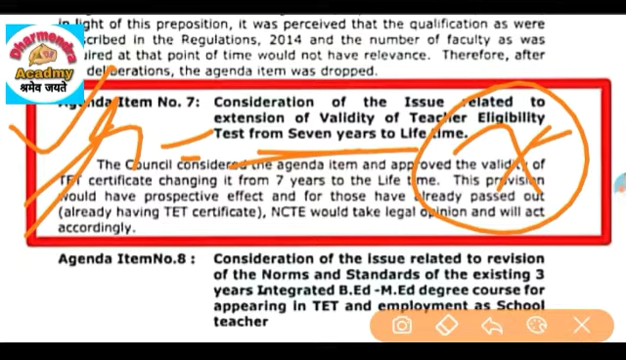 in light of this preposition, it was perceived that the qualification as were
scribed in the Regulations, 2014 and the number of faculty as was
uired at that point of time would not have relevance. Therefore, after
deliberations, the agenda item was dropped.
Dharmendra
Acadmy
श्रमेव जयते
Agenda Item No. 7: Consideration of the Issue related to
extension of Validity of Teacher Eligibility
Test from Seven years to Life time.
The Council considered the agenda item and approved the validity of
TET certificate changing it from 7 years to the Life time. This provision
would have prospective effect and for those have already passed out
(already having TET certificate), NCTE would take legal opinion and will act
accordingly.
Agenda ItemNo.8 : Consideration of the issue related to revision
of the Norms and Standards of the existing 3
years Integrated B.Ed -M.Ed degree course for
appearing in TET and employment as School
teacher